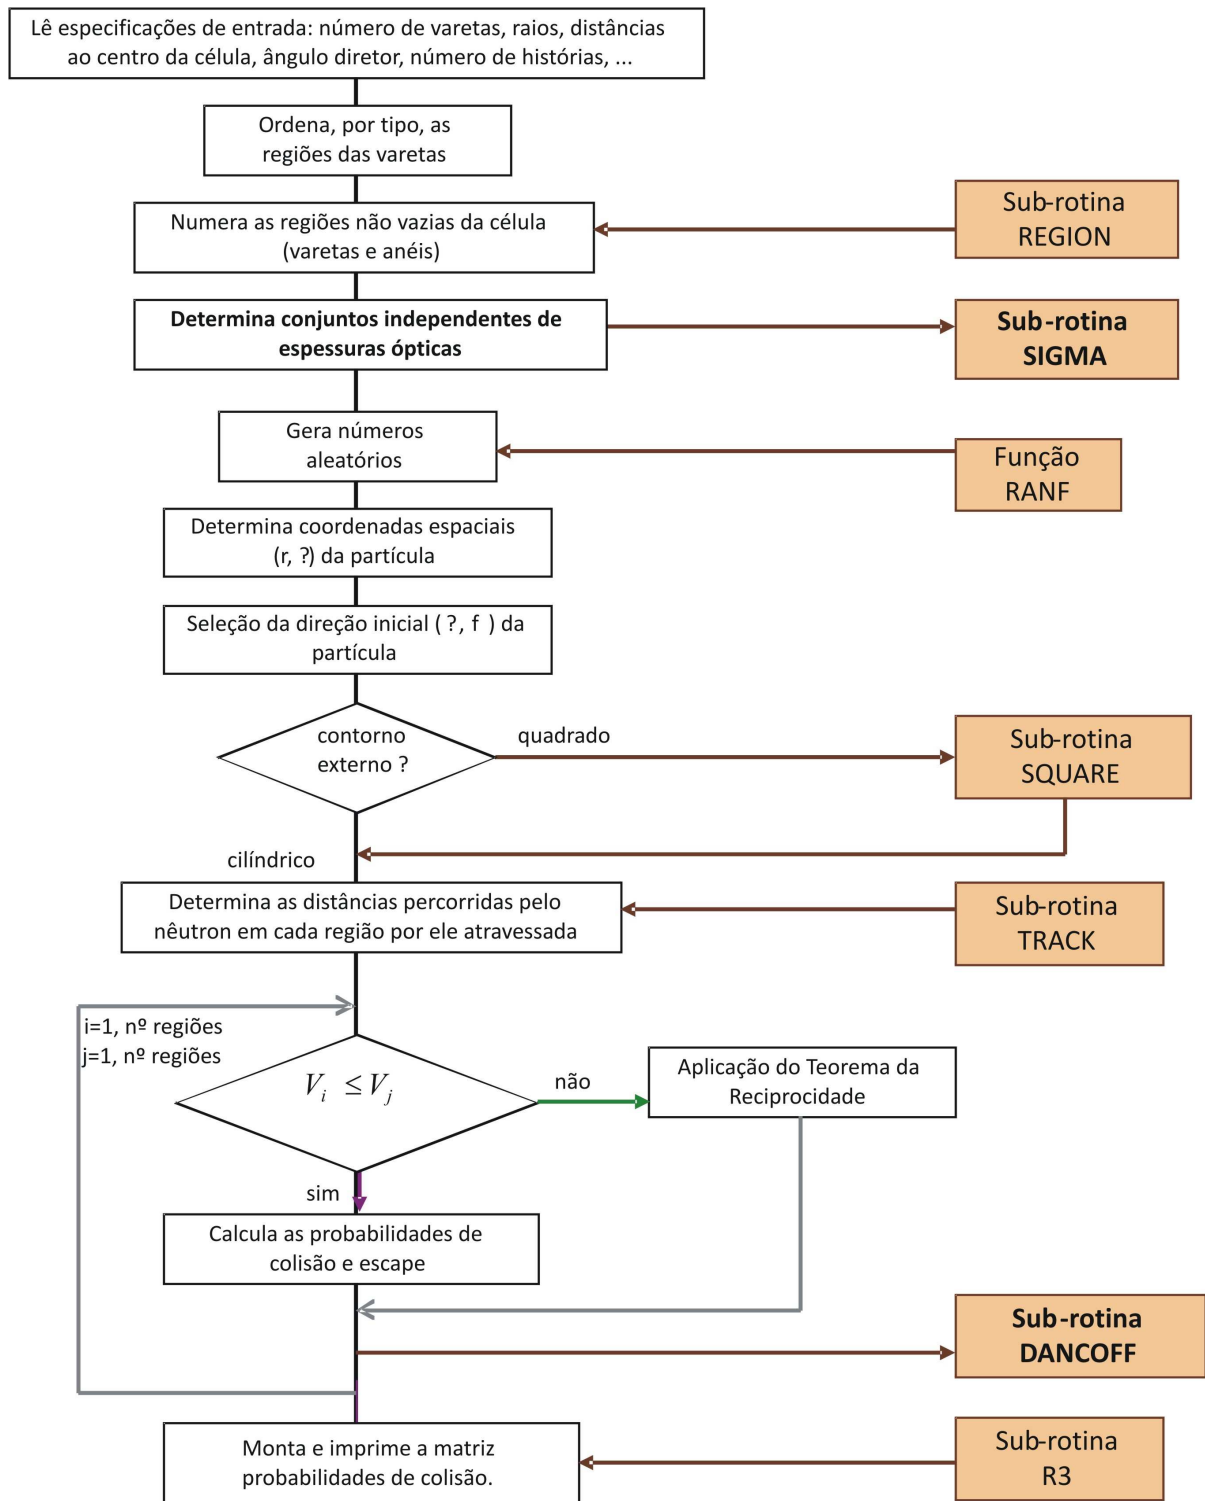 Lê especificações de entrada: número de varetas, raios, distâncias
ao centro da célula, ângulo diretor, número de histórias, ...
Ordena, por tipo, as
regiões das varetas
Numera as regiões não vazias da célula
(varetas e anéis)
Sub-rotina
REGION
Determina conjuntos independentes de
espessuras ópticas
Sub-rotina
SIGMA
Gera números
aleatórios
Função
RANF
Determina coordenadas espaciais
(r, ?) da partícula
Seleção da direção inicial ( ?, f ) da
partícula
contorno
externo ?
quadrado
Sub-rotina
SQUARE
cilíndrico
Determina as distâncias percorridas pelo
nêutron em cada região por ele atravessada
Sub-rotina
TRACK
i=1, nº regiões
j=1, nº regiões
V_i ≤ V_j
não
Aplicação do Teorema da
Reciprocidade
sim
Calcula as probabilidades de
colisão e escape
Sub-rotina
DANCOFF
Monta e imprime a matriz
probabilidades de colisão.
Sub-rotina
R3